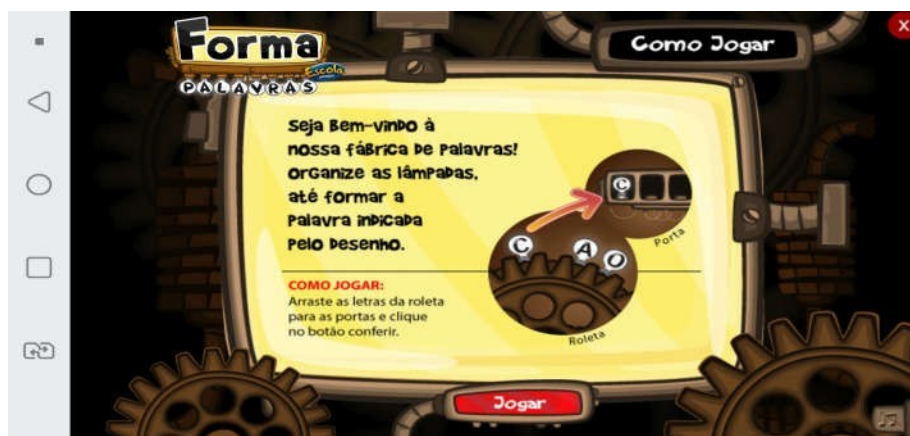 Forma
Escola
PALAVRAS
Como Jogar
X
Seja Bem-vindo à
nossa fábrica de Palavras!
organize as lâmpadas,
até formar a
Palavra indicada
Pelo desenho.
COMO JOGAR:
Arraste as letras da roleta
para as portas e clique
no botão conferir.
C
Porta
C A O
Roleta
Jogar